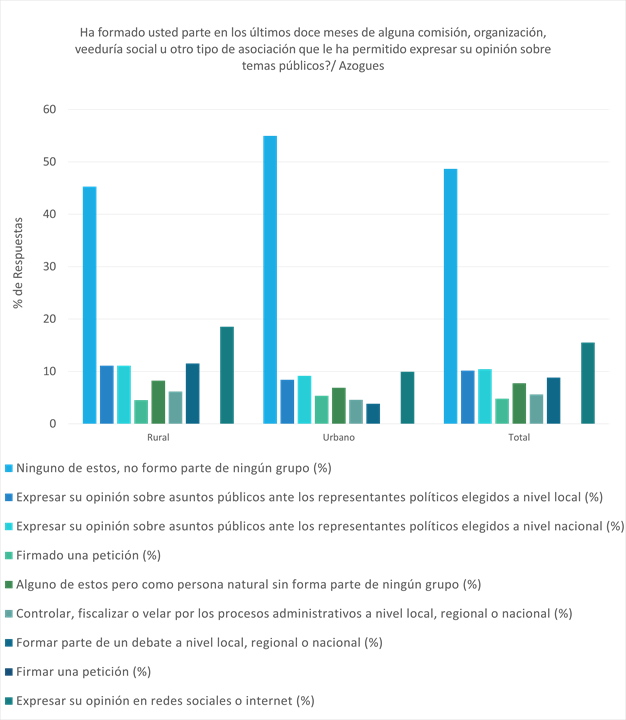 Ha formado usted parte en los últimos doce meses de alguna comisión, organización,
veeduría social u otro tipo de asociación que le ha permitido expresar su opinión sobre
temas públicos?/ Azogues
60
50
40
30
20
10
0
% de Respuestas
Rural
Urbano
Total
Ninguno de estos, no formo parte de ningún grupo (%)
Expresar su opinión sobre asuntos públicos ante los representantes políticos elegidos a nivel local (%)
Expresar su opinión sobre asuntos públicos ante los representantes políticos elegidos a nivel nacional (%)
Firmado una petición (%)
Alguno de estos pero como persona natural sin forma parte de ningún grupo (%)
Controlar, fiscalizar o velar por los procesos administrativos a nivel local, regional o nacional (%)
Formar parte de un debate a nivel local, regional o nacional (%)
Firmar una petición (%)
Expresar su opinión en redes sociales o internet (%)